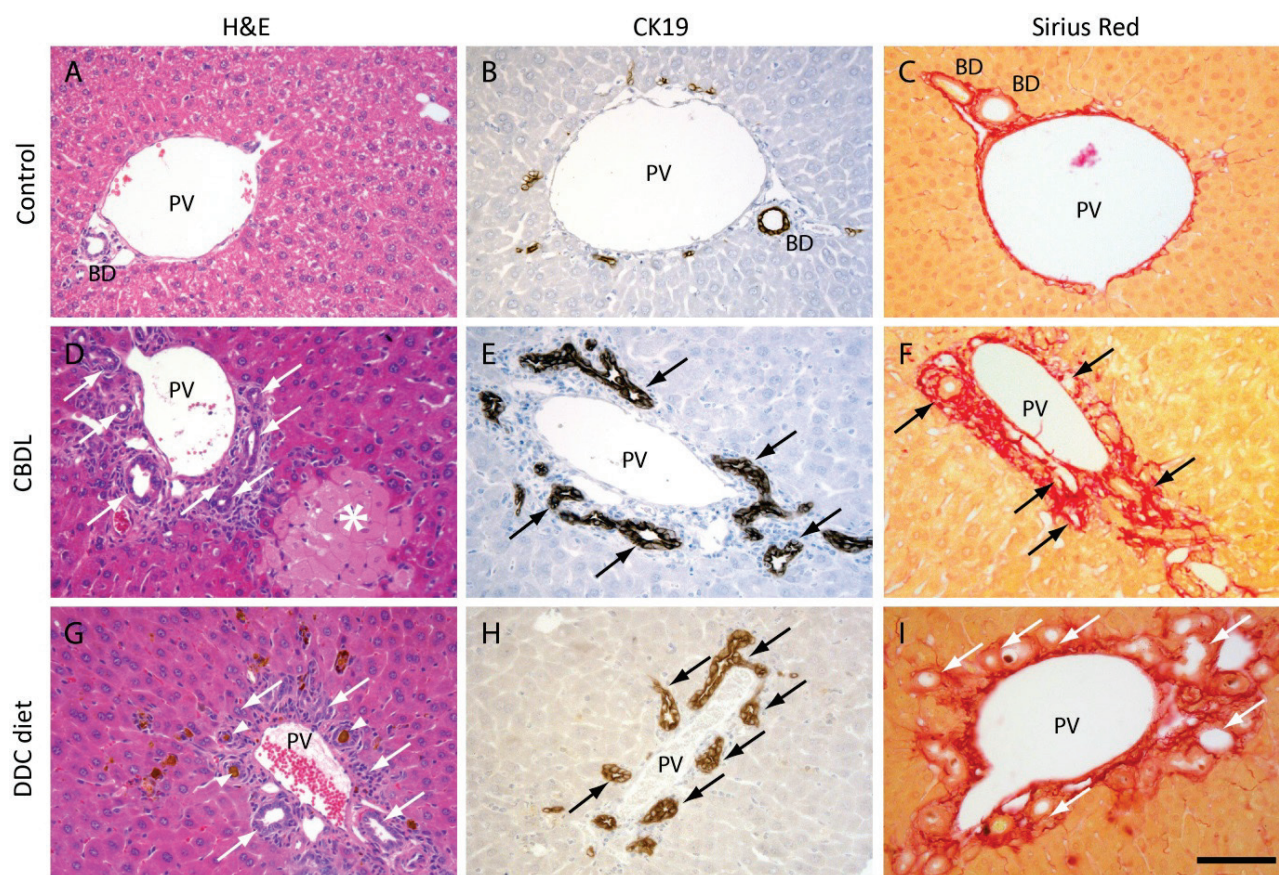 H&E CK19 Sirius Red
Control
A
PV
BD
B
PV
BD
C
BD
BD
PV
CBDL
D
PV
*
E
PV
F
PV
DDC diet
G
PV
H
PV
I
PV